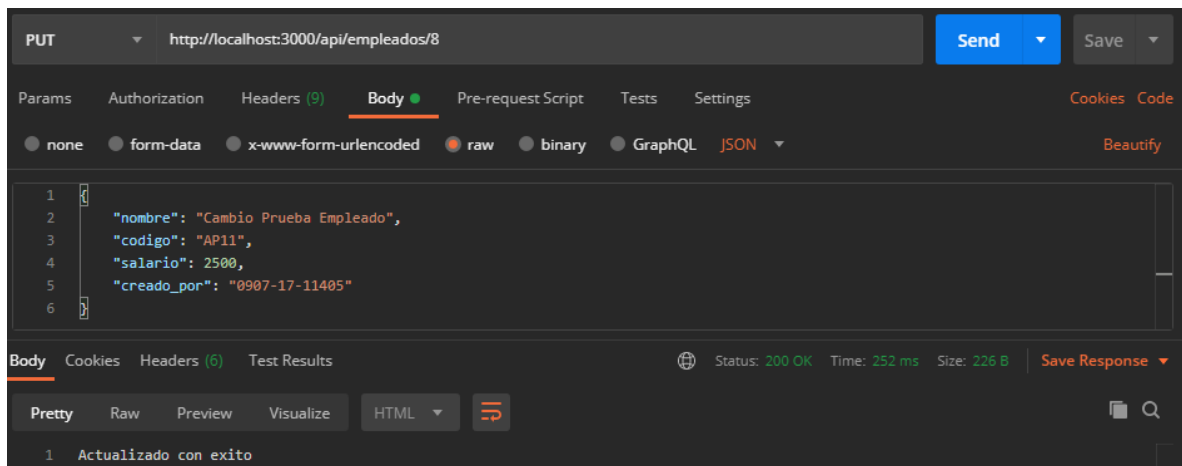 PUT http://localhost:3000/api/empleados/8 Send Save
Params Authorization Headers (9) Body Pre-request Script Tests Settings Cookies Code
none form-data x-www-form-urlencoded raw binary GraphQL JSON Beautify
1 {
2 "nombre": "Cambio Prueba Empleado",
3 "codigo": "AP11",
4 "salario": 2500,
5 "creado_por": "0907-17-11405"
6 }
Body Cookies Headers (6) Test Results Status: 200 OK Time: 252 ms Size: 226 B Save Response
Pretty Raw Preview Visualize HTML
1 Actualizado con exito